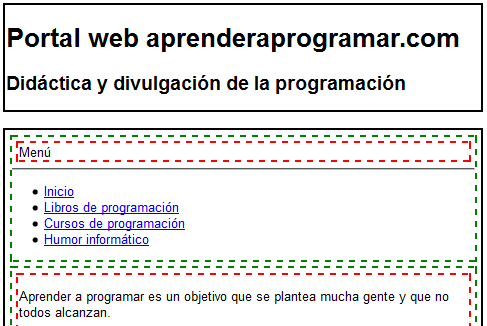 Portal web aprenderaprogramar.com
Didáctica y divulgación de la programación
Menú
Inicio
Libros de programación
Cursos de programación
Humor informático
Aprender a programar es un objetivo que se plantea mucha gente y que no
todos alcanzan.